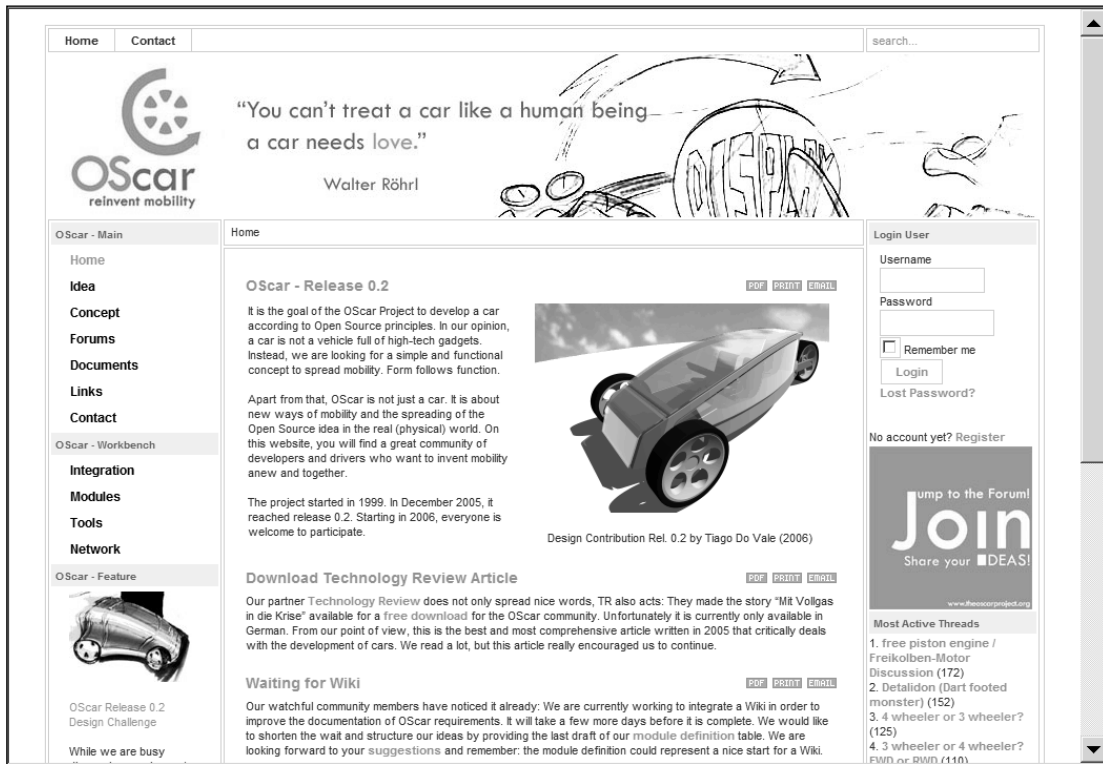 Home
Contact
search...
OScar
reinvent mobility
“You can't treat a car like a human being
a car needs love.”
Walter Röhrl
DISPLAY
OScar - Main
Home
Idea
Concept
Forums
Documents
Links
Contact
OScar - Workbench
Integration
Modules
Tools
Network
OScar - Feature
OScar Release 0.2
Design Challenge
While we are busy
Home
OScar - Release 0.2
PDF PRINT EMAIL
It is the goal of the OScar Project to develop a car
according to Open Source principles. In our opinion,
a car is not a vehicle full of high-tech gadgets.
Instead, we are looking for a simple and functional
concept to spread mobility. Form follows function.
Apart from that, OScar is not just a car. It is about
new ways of mobility and the spreading of the
Open Source idea in the real (physical) world. On
this website, you will find a great community of
developers and drivers who want to invent mobility
anew and together.
The project started in 1999. In December 2005, it
reached release 0.2. Starting in 2006, everyone is
welcome to participate.
Design Contribution Rel. 0.2 by Tiago Do Vale (2006)
Download Technology Review Article
PDF PRINT EMAIL
Our partner Technology Review does not only spread nice words, TR also acts: They made the story “Mit Vollgas
in die Krise” available for a free download for the OScar community. Unfortunately it is currently only available in
German. From our point of view, this is the best and most comprehensive article written in 2005 that critically deals
with the development of cars. We read a lot, but this article really encouraged us to continue.
Waiting for Wiki
PDF PRINT EMAIL
Our watchful community members have noticed it already: We are currently working to integrate a Wiki in order to
improve the documentation of OScar requirements. It will take a few more days before it is complete. We would like
to shorten the wait and structure our ideas by providing the last draft of our module definition table. We are
looking forward to your suggestions and remember: the module definition could represent a nice start for a Wiki.
Login User
Username
Password
Remember me
Login
Lost Password?
No account yet? Register
Jump to the Forum!
Join
Share your IDEAS!
www.theoscarproject.org
Most Active Threads
1. free piston engine /
Freikolben-Motor
Discussion (172)
2. Detalidon (Dart footed
monster) (152)
3. 4 wheeler or 3 wheeler?
(125)
4. 3 wheeler or 4 wheeler?
FWD or RWD (110)